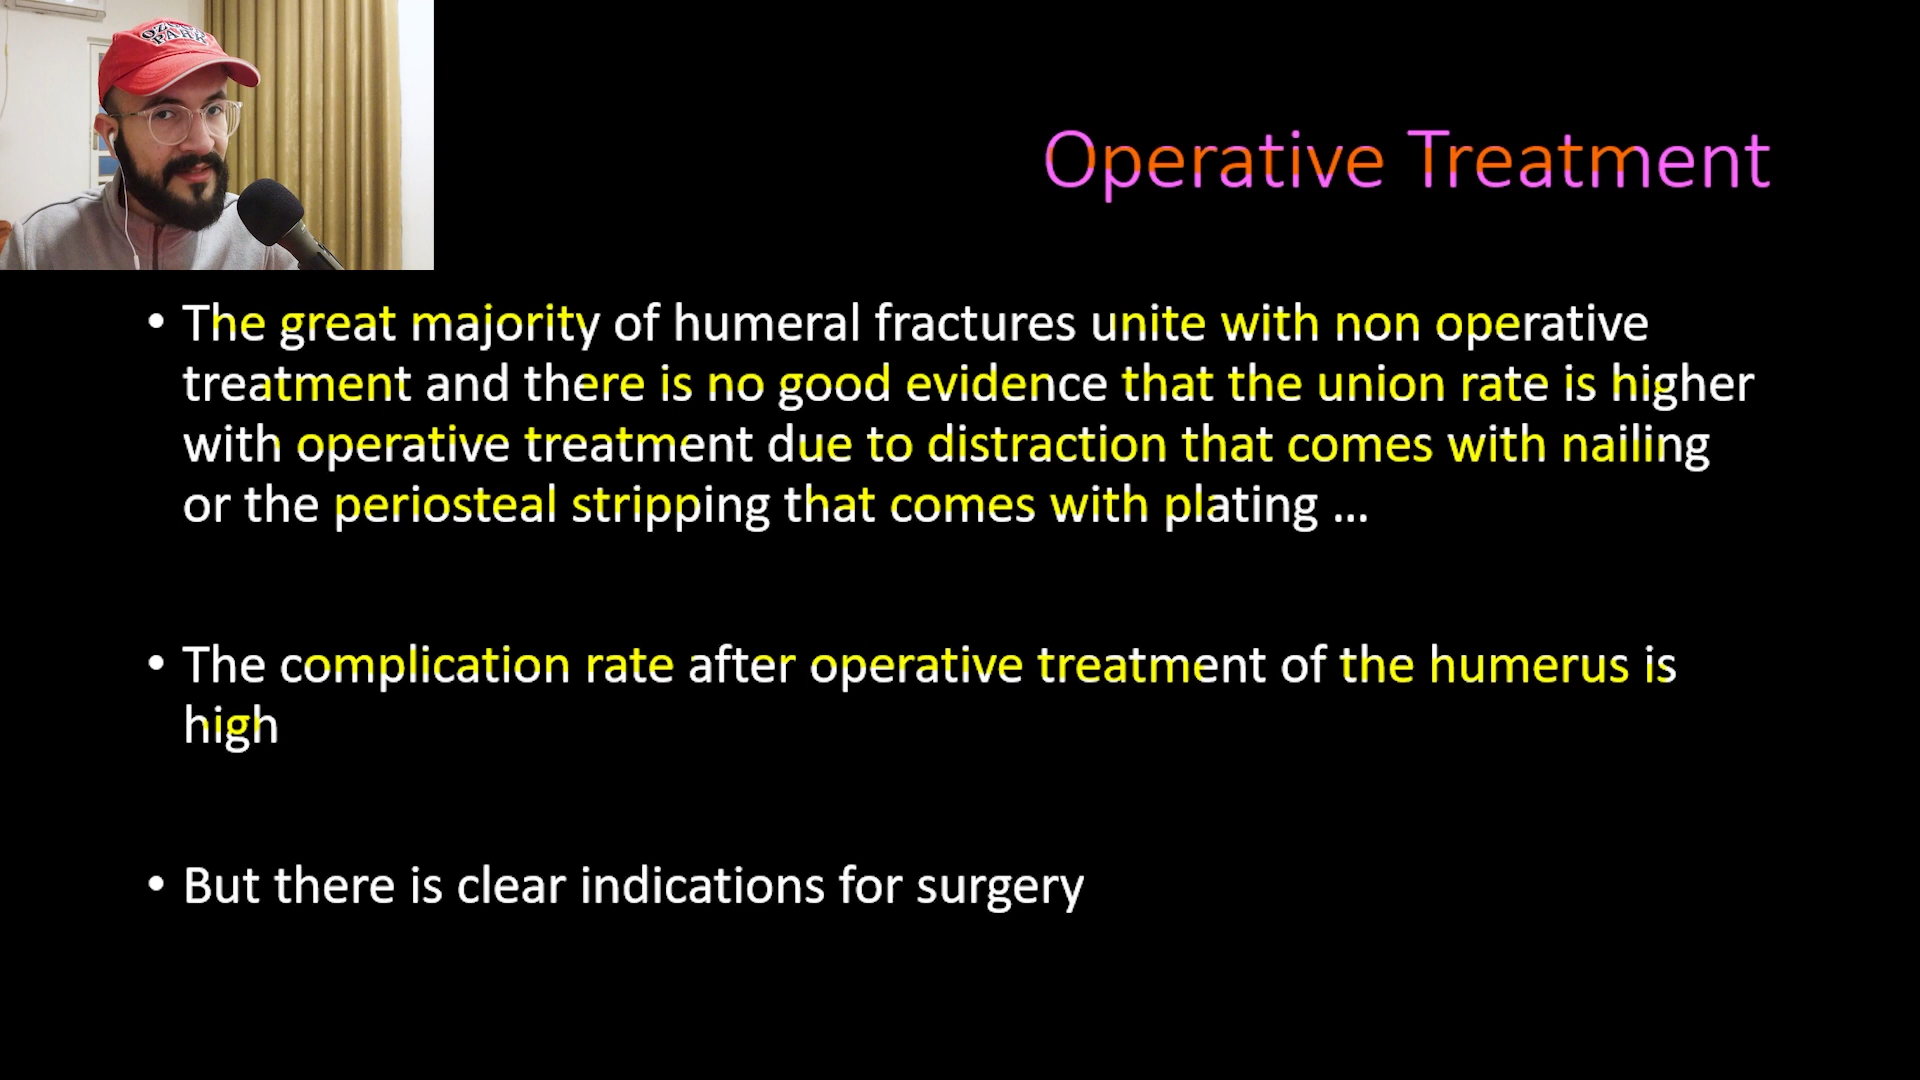 OZONE
PARK
Operative Treatment
• The great majority of humeral fractures unite with non operative
treatment and there is no good evidence that the union rate is higher
with operative treatment due to distraction that comes with nailing
or the periosteal stripping that comes with plating ...
• The complication rate after operative treatment of the humerus is
high
• But there is clear indications for surgery